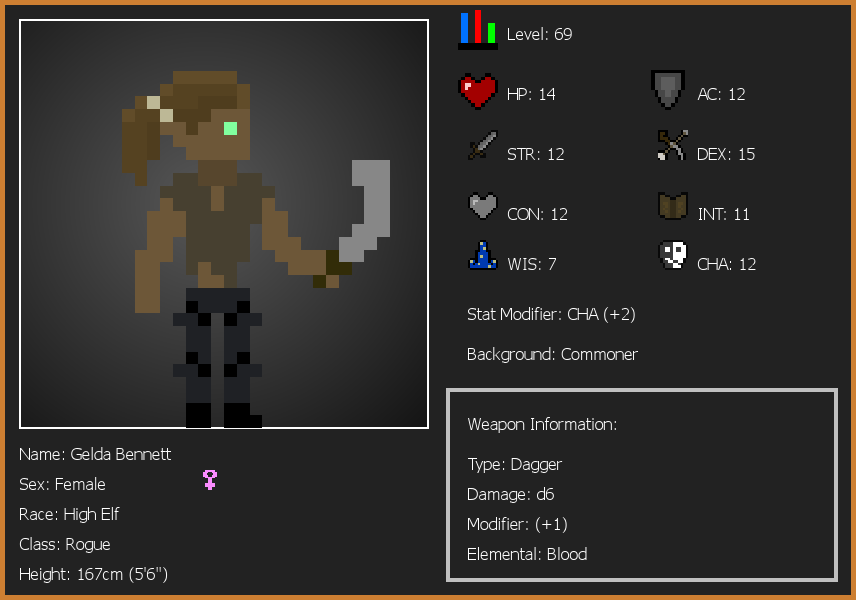 Level: 69
HP: 14
AC: 12
STR: 12
DEX: 15
CON: 12
INT: 11
WIS: 7
CHA: 12
Stat Modifier: CHA (+2)
Background: Commoner
Weapon Information:
Type: Dagger
Damage: d6
Modifier: (+1)
Elemental: Blood
Name: Gelda Bennett
Sex: Female
Race: High Elf
Class: Rogue
Height: 167cm (5'6")